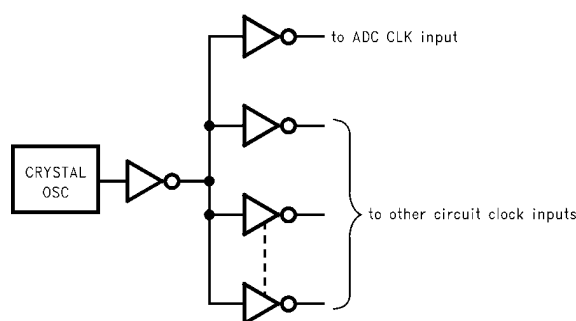 to ADC CLK input
CRYSTAL
OSC
to other circuit clock inputs